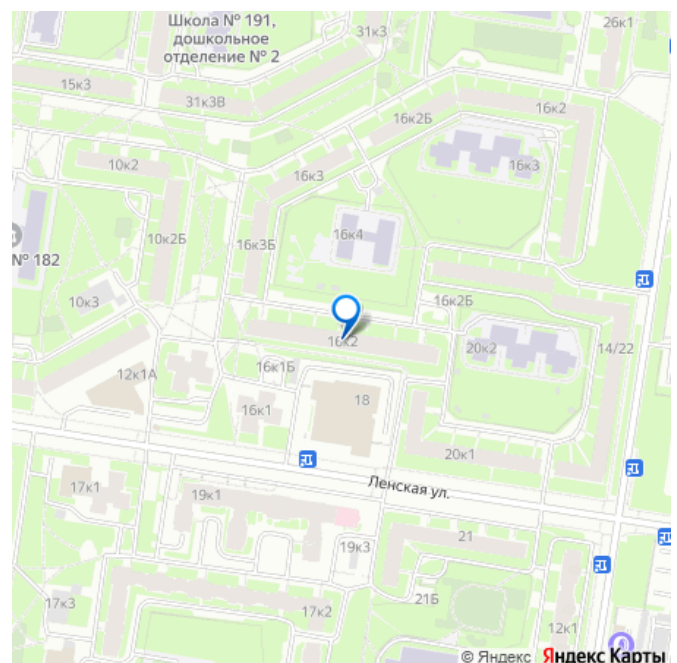 Школа № 191,
дошкольное
отделение № 2
31к3
26к1
15к3
31к3В
16к2
16к2Б
10к2
16к3
16к3
10к2Б
16к3Б
16к4
№ 182
10к3
16к2Б
16к2
20к2
14/22
12к1А
16к1Б
18
16к1
20к1
Ленская ул.
17к1
19к1
21
19к3
21Б
17к3
17к2
12к1
© Яндекс Яндекс Карты